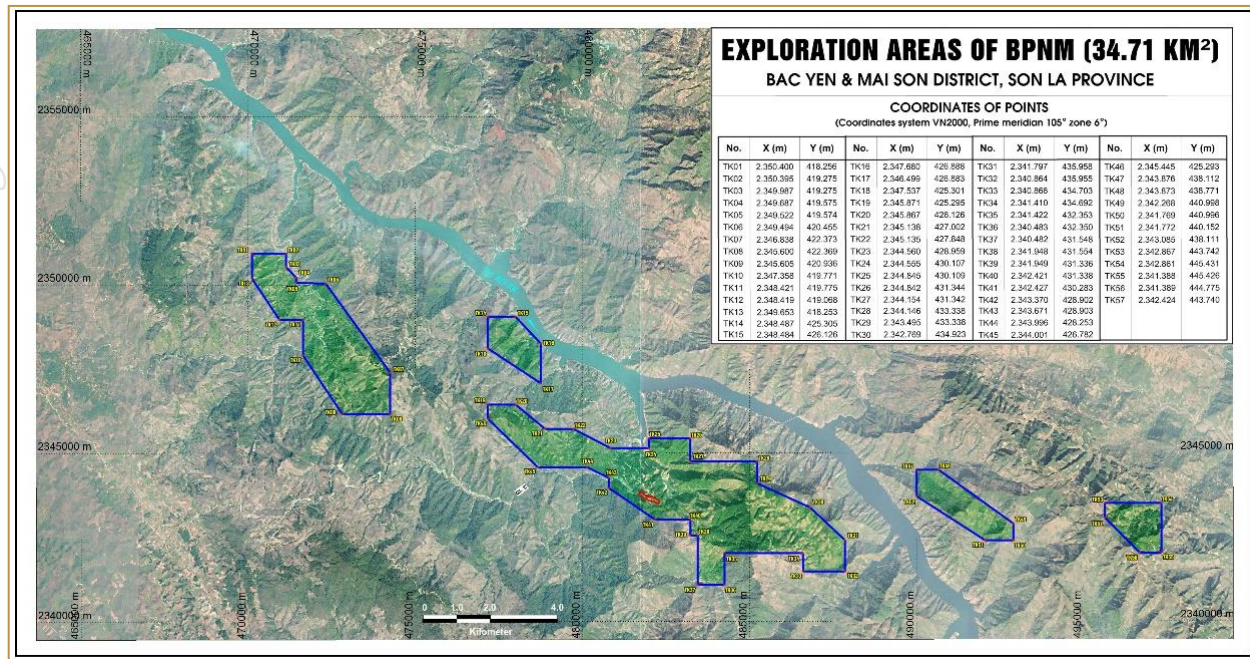 EXPLORATION AREAS OF BPNM (34.71 KM²)
BAC YEN & MAI SON DISTRICT, SON LA PROVINCE
COORDINATES OF POINTS
(Coordinates system VN2000, Prime meridian 105° zone 6°)
No. X (m) Y (m) No. X (m) Y (m) No. X (m) Y (m) No. X (m) Y (m)
TK01 2.350.400 418.256 TK16 2.347.680 426.888 TK31 2.341.797 435.958 TK46 2.345.445 425.293
TK02 2.350.395 419.275 TK17 2.346.499 426.883 TK32 2.340.864 435.955 TK47 2.343.876 438.112
TK03 2.349.987 419.275 TK18 2.347.537 425.301 TK33 2.340.868 434.703 TK48 2.343.873 438.771
TK04 2.349.687 419.575 TK19 2.345.871 425.295 TK34 2.341.410 434.692 TK49 2.342.268 440.998
TK05 2.349.522 419.574 TK20 2.345.867 426.126 TK35 2.341.422 432.353 TK50 2.341.769 440.996
TK06 2.349.494 420.455 TK21 2.345.138 427.002 TK36 2.340.483 432.350 TK51 2.341.772 440.152
TK07 2.346.838 422.373 TK22 2.345.135 427.848 TK37 2.340.482 431.548 TK52 2.343.085 438.111
TK08 2.345.600 422.369 TK23 2.344.560 428.959 TK38 2.341.948 431.554 TK53 2.342.867 443.742
TK09 2.345.605 420.936 TK24 2.344.555 430.107 TK39 2.341.949 431.336 TK54 2.342.861 445.431
TK10 2.347.358 419.771 TK25 2.344.845 430.109 TK40 2.342.421 431.338 TK55 2.341.388 445.426
TK11 2.348.421 419.775 TK26 2.344.842 431.344 TK41 2.342.427 430.283 TK56 2.341.389 444.775
TK12 2.348.419 419.068 TK27 2.344.154 431.342 TK42 2.343.370 428.902 TK57 2.342.424 443.740
TK13 2.349.653 418.253 TK28 2.344.146 433.338 TK43 2.343.671 428.903
TK14 2.348.487 425.305 TK29 2.343.495 433.338 TK44 2.343.996 428.253
TK15 2.348.484 426.126 TK30 2.342.769 434.923 TK45 2.344.001 426.782
465000 m
470000 m
475000 m
480000 m
2355000 m
2350000 m
2345000 m
2345000 m
2340000 m
2340000 m
465000 m
470000 m
475000 m
480000 m
485000 m
490000 m
495000 m
0 1.0 2.0 4.0
Kilometer